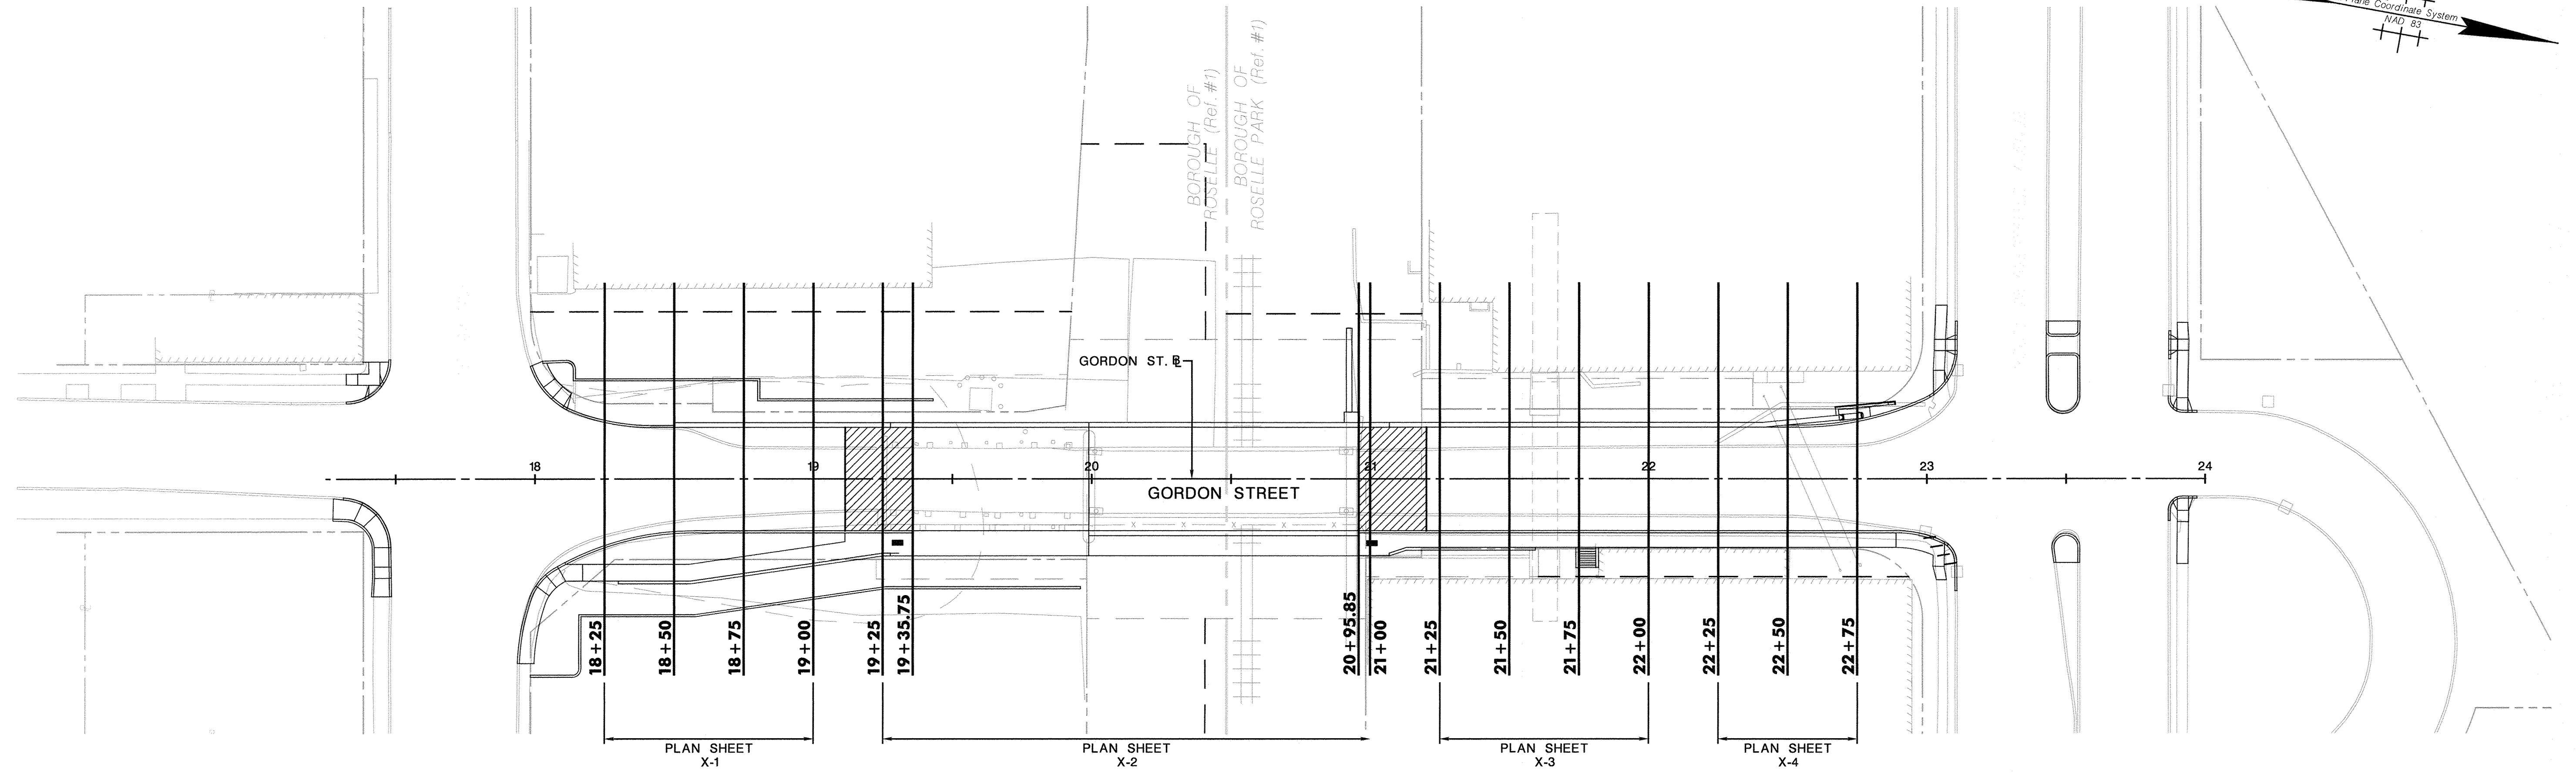 Plane Coordinate System
NAD 83
BOROUGH OF
ROSELLE (Ref. #1)
BOROUGH OF
ROSELLE PARK (Ref. #1)
GORDON ST. ⅊
18
19
20
21
22
23
24
GORDON STREET
X X X X X
18+25
18+50
18+75
19+00
19+25
19+35.75
20+95.85
21+00
21+25
21+50
21+75
22+00
22+25
22+50
22+75
PLAN SHEET
X-1
PLAN SHEET
X-2
PLAN SHEET
X-3
PLAN SHEET
X-4